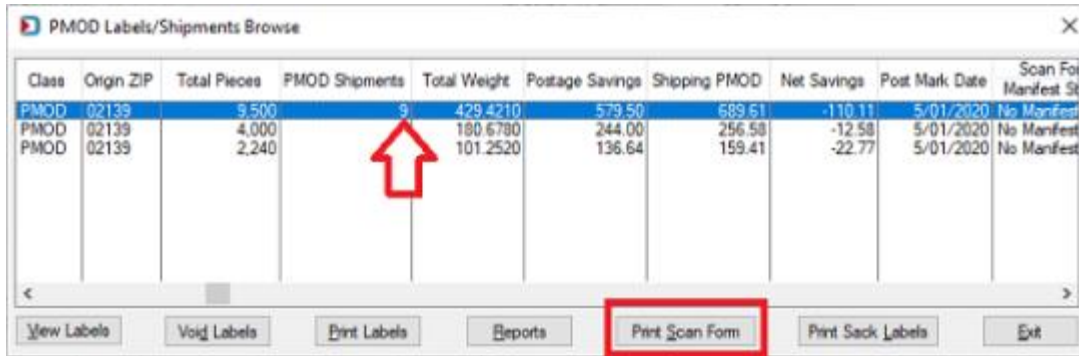 PMOD Labels/Shipments Browse
Class Origin ZIP Total Pieces PMOD Shipments Total Weight Postage Savings Shipping PMOD Net Savings Post Mark Date Scan For
Manifest St
PMOD 02139 9,500 9 429.4210 579.50 689.61 -110.11 5/01/2020 No Manifest
PMOD 02139 4,000 180.6780 244.00 256.58 -12.58 5/01/2020 No Manifest
PMOD 02139 2,240 101.2520 136.64 159.41 -22.77 5/01/2020 No Manifest
View Labels Void Labels Print Labels Reports Print Scan Form Print Sack Labels Exit